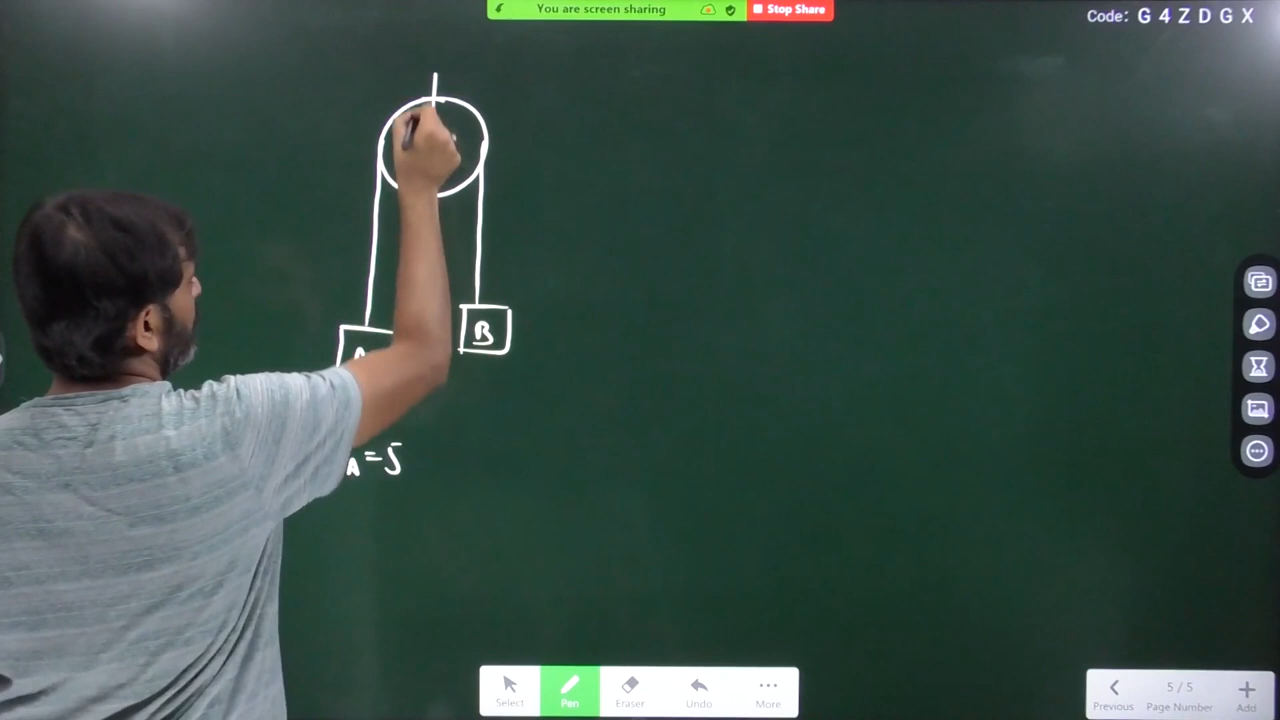 You are screen sharing Stop Share
Code: G 4 Z D G X
B
A = 5
5 / 5
Select Pen Eraser Undo More
Previous Page Number Add